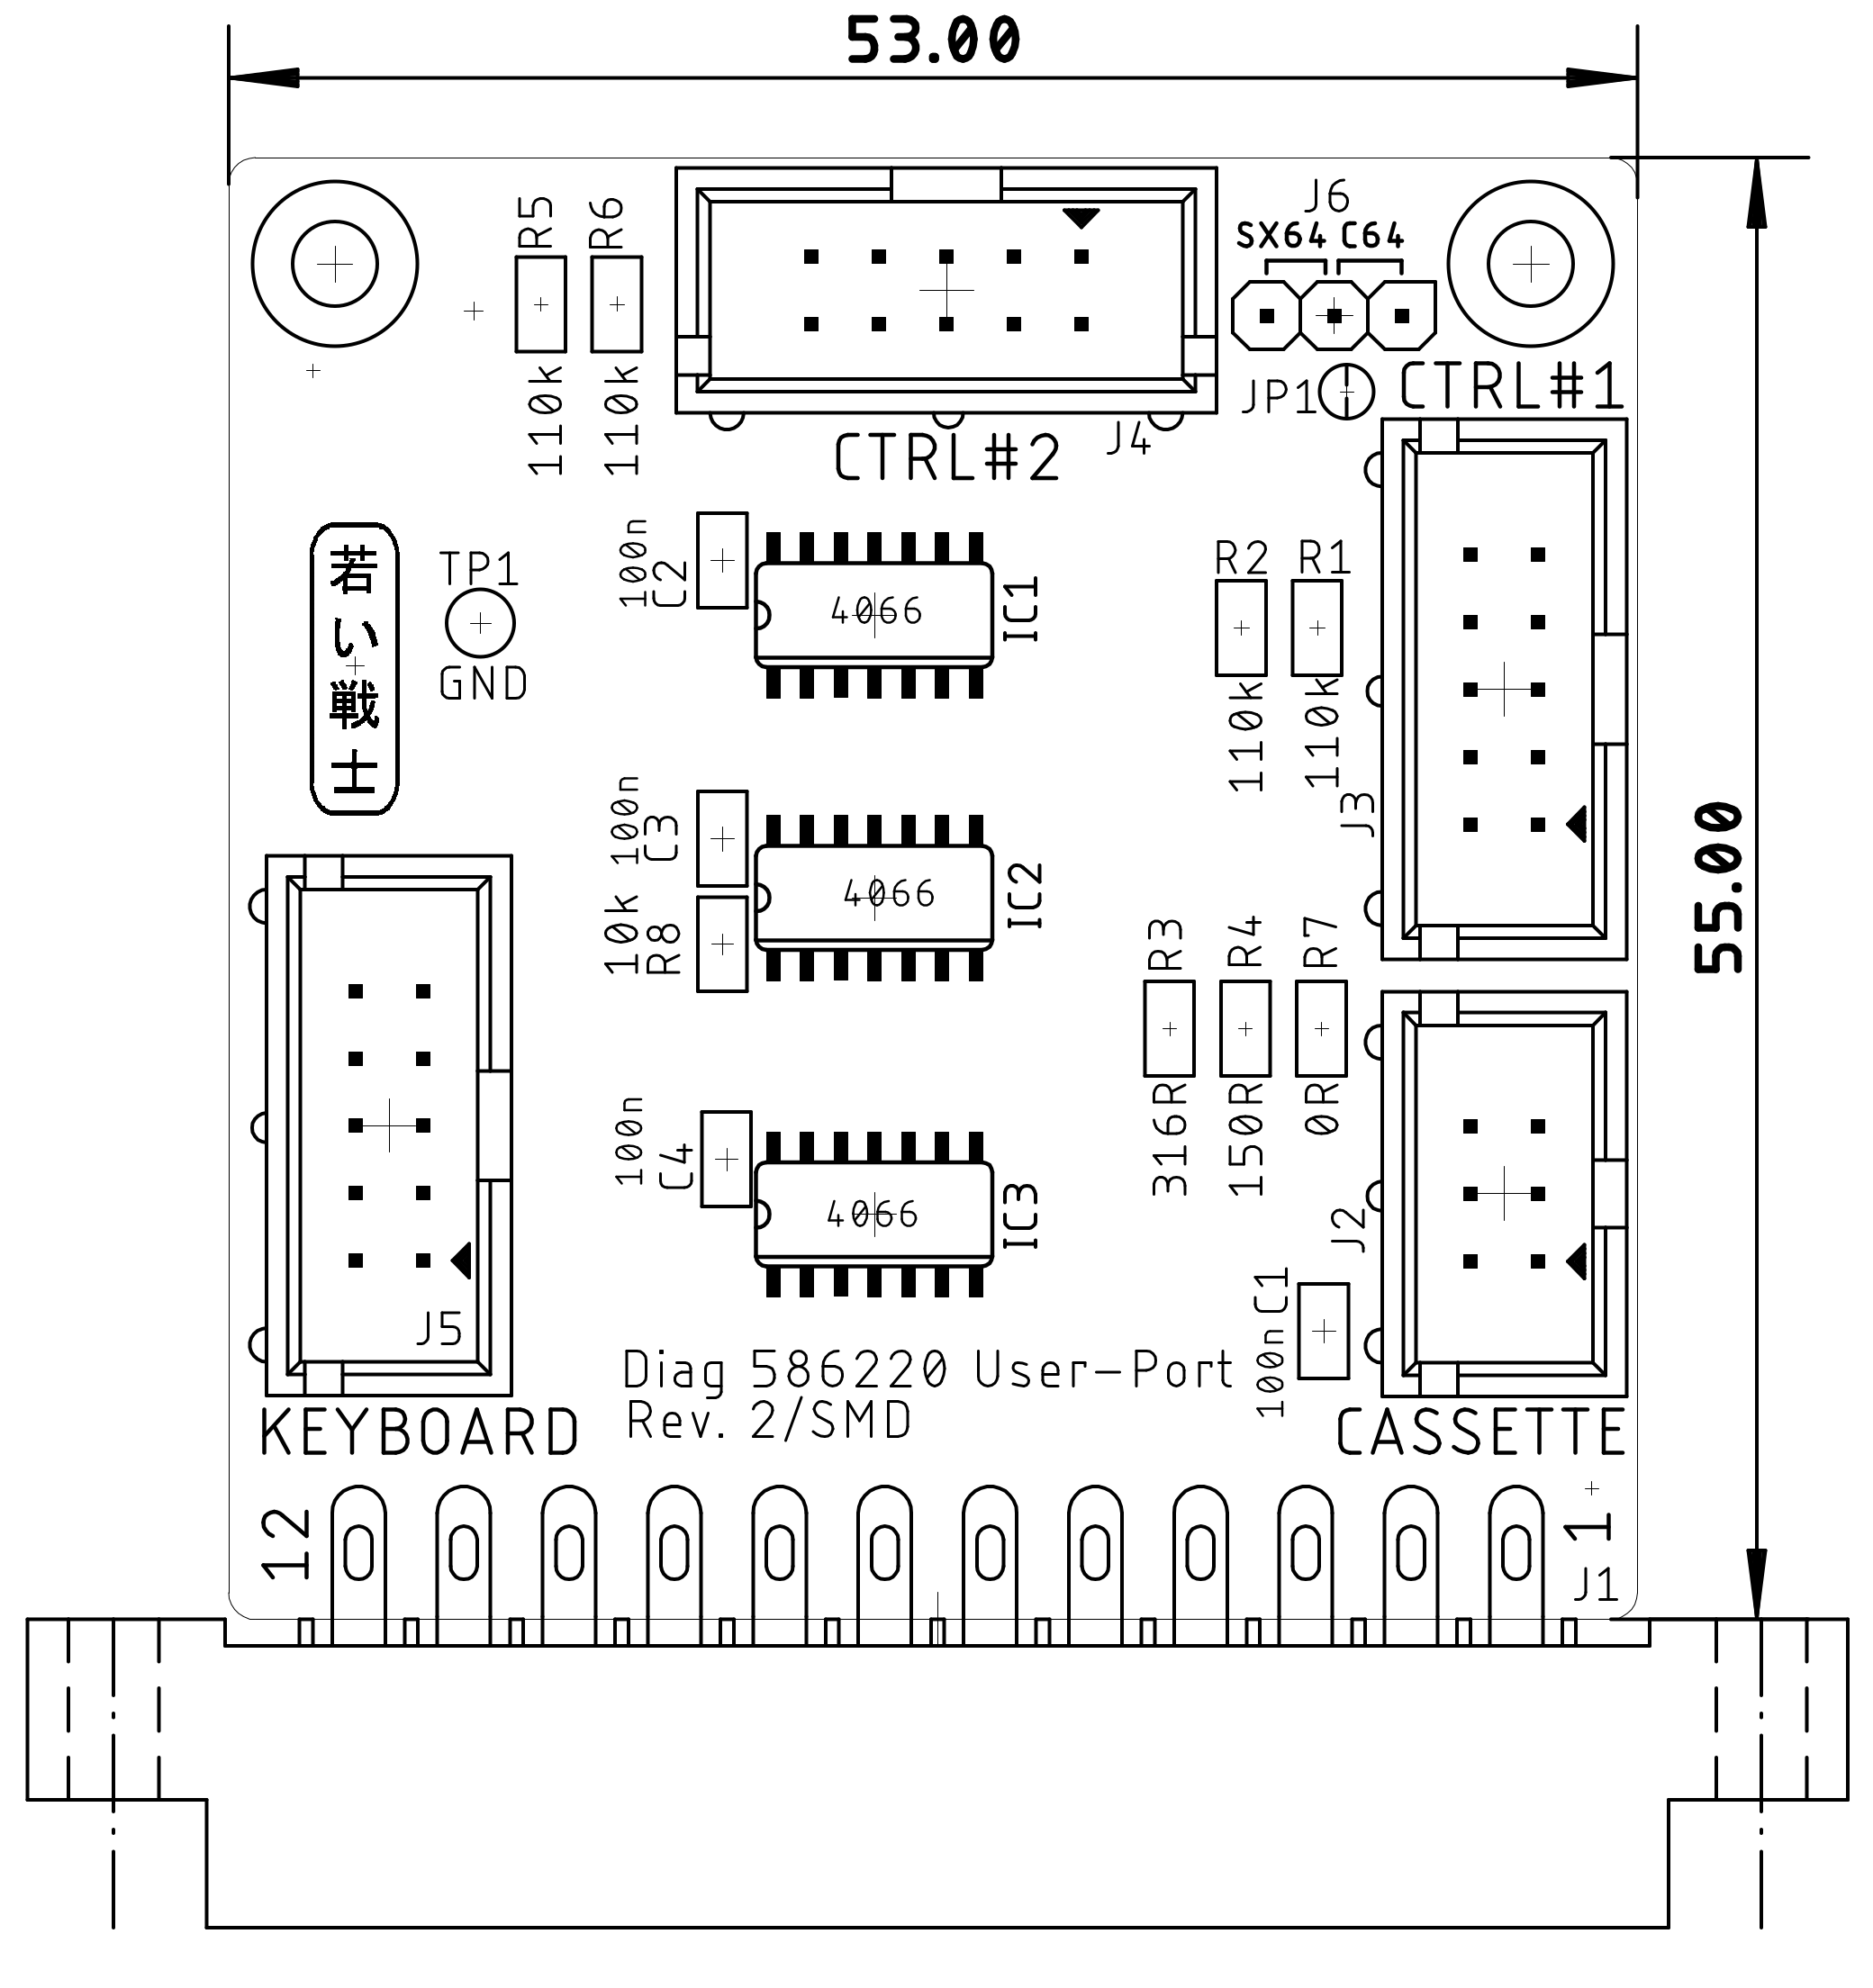 53.00
J6
SX64 C64
R5
R6
110k
110k
CTRL#1
JP1
J4
CTRL#2
若い戦士
TP1
GND
100n
C2
4066
IC1
R2
R1
110k
110k
J3
55.00
100n
C3
10k
R8
4066
IC2
R3
R4
R7
316R
150R
0R
100n
C4
4066
IC3
J2
C1
100n
J5
Diag 586220 User-Port
Rev. 2/SMD
KEYBOARD
CASSETTE
12
1
J1